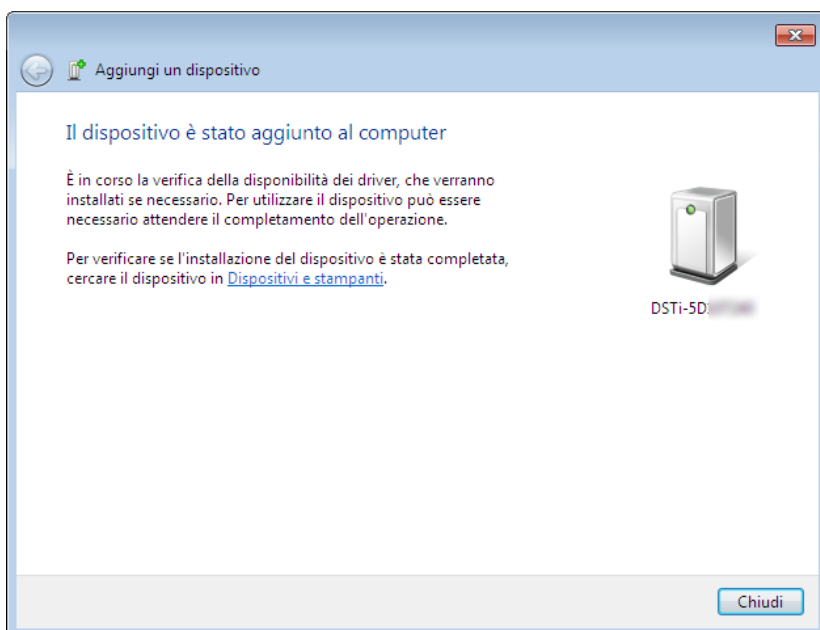 Aggiungi un dispositivo
Il dispositivo è stato aggiunto al computer
È in corso la verifica della disponibilità dei driver, che verranno
installati se necessario. Per utilizzare il dispositivo può essere
necessario attendere il completamento dell'operazione.
Per verificare se l'installazione del dispositivo è stata completata,
cercare il dispositivo in Dispositivi e stampanti.
Chiudi